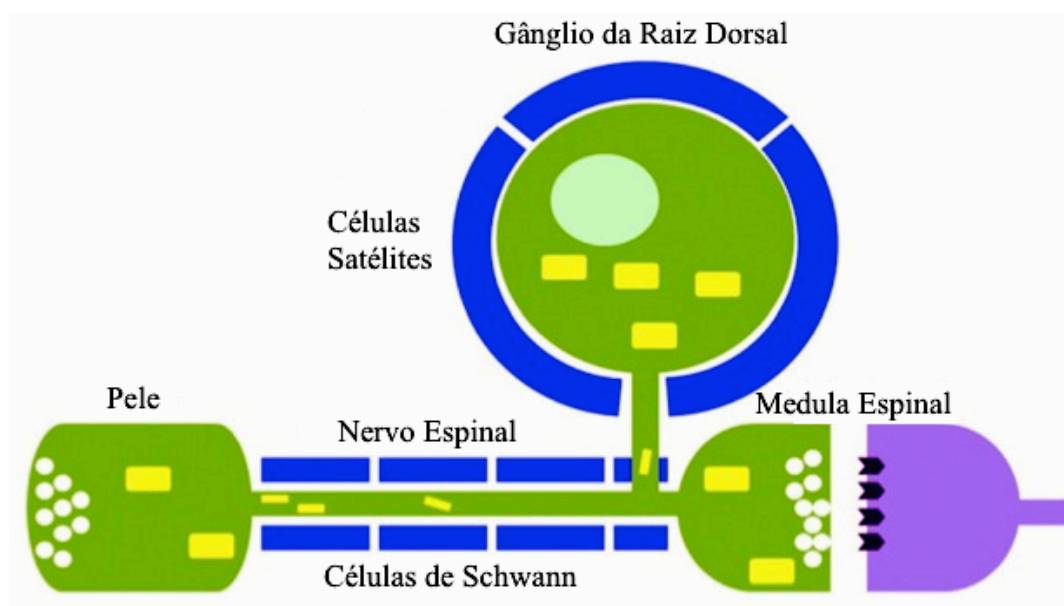 Gânglio da Raiz Dorsal
Células
Satélites
Pele
Nervo Espinal
Medula Espinal
Células de Schwann